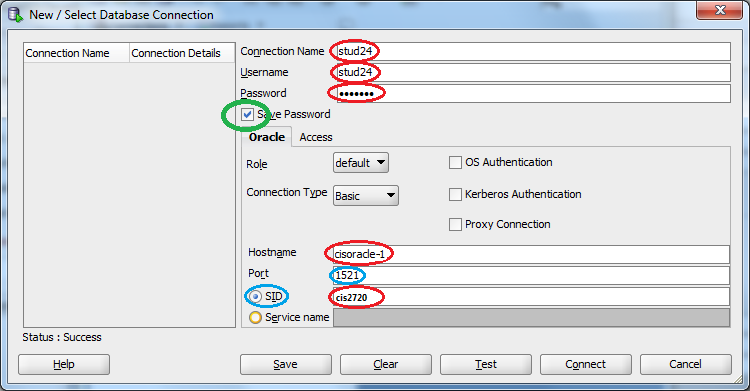 New / Select Database Connection
Connection Name Connection Details
Connection Name stud24
Username stud24
Password •••••••
Save Password
Oracle Access
Role default OS Authentication
Connection Type Basic Kerberos Authentication
Proxy Connection
Hostname cisoracle-1
Port 1521
SID cis2720
Service name
Status : Success
Help Save Clear Test Connect Cancel